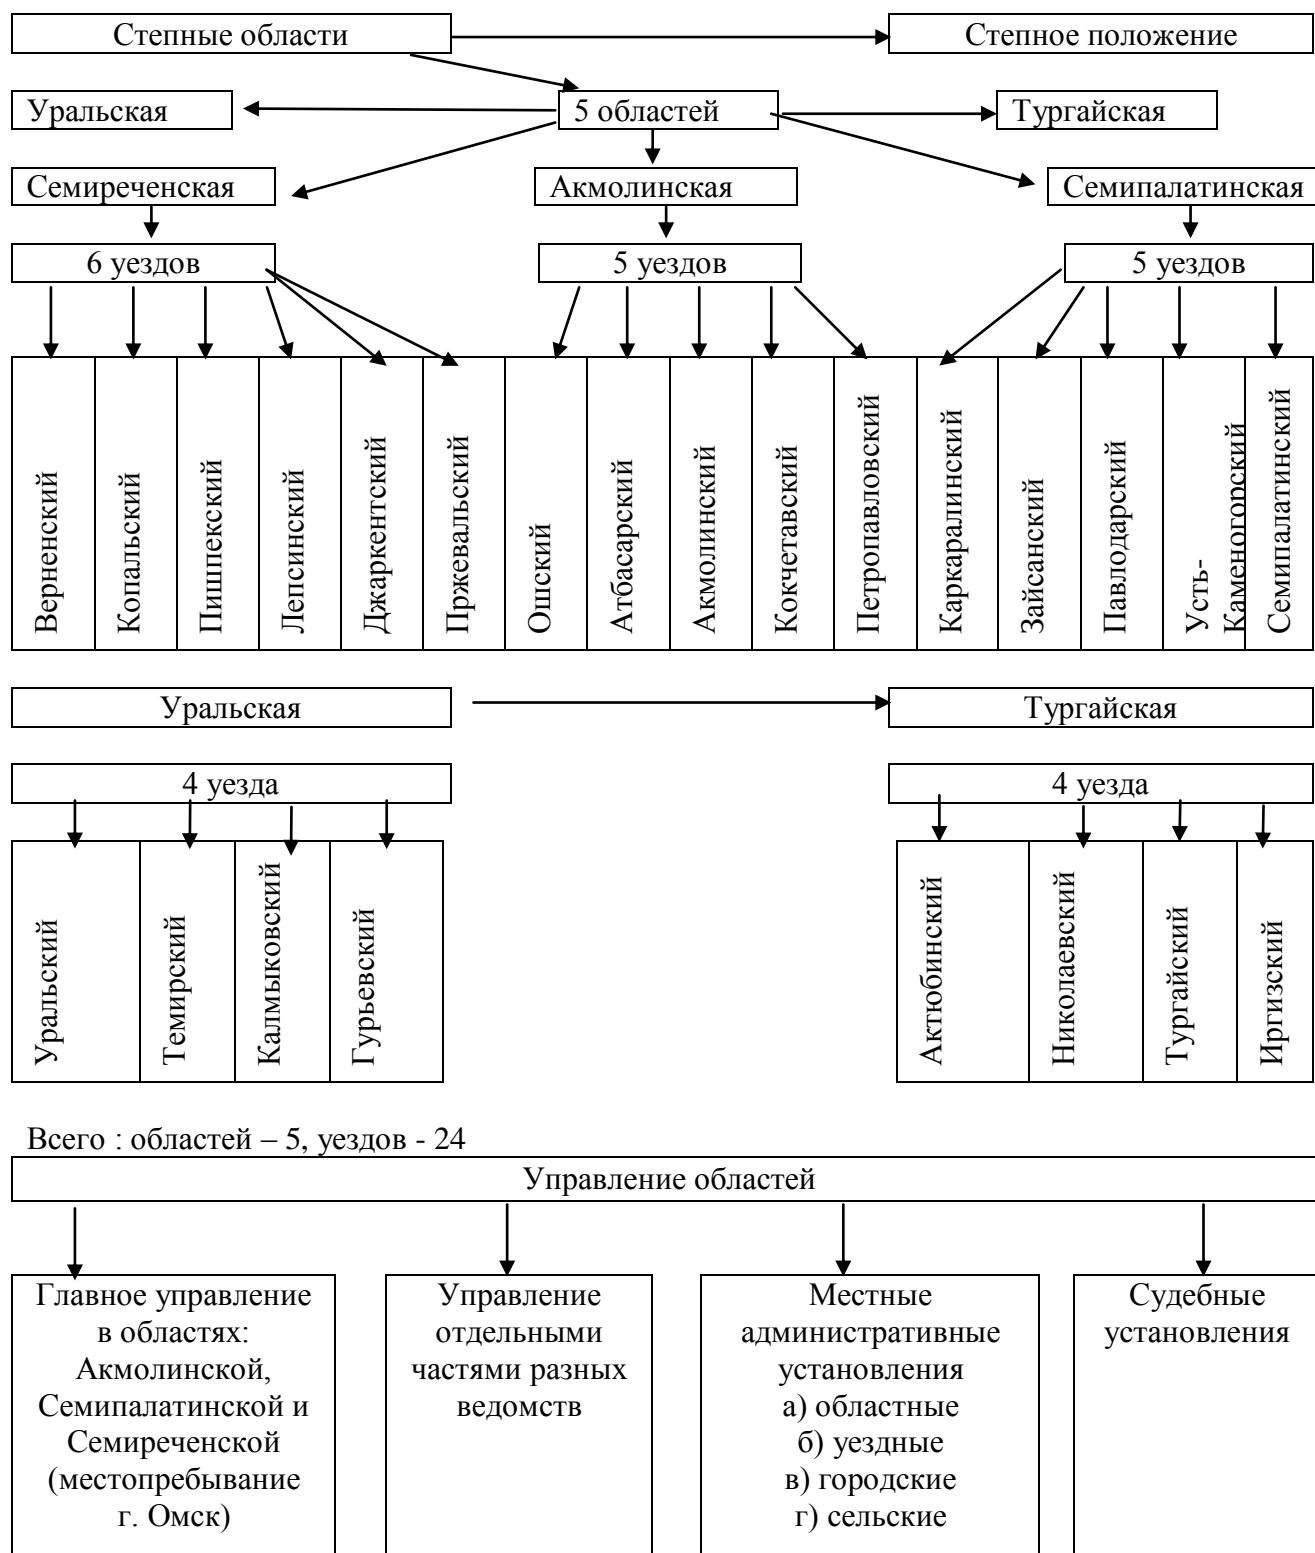 Степные области
Степное положение
Уральская
5 областей
Тургайская
Семиреченская
Акмолинская
Семипалатинская
6 уездов
5 уездов
5 уездов
Верненский
Копальский
Пишпекский
Лепсинский
Джаркентский
Пржевальский
Ошский
Атбасарский
Акмолинский
Кокчетавский
Петропавловский
Каркаралинский
Зайсанский
Павлодарский
Усть-
Каменогорский
Семипалатинский
Уральская
Тургайская
4 уезда
4 уезда
Уральский
Темирский
Калмыковский
Гурьевский
Актюбинский
Николаевский
Тургайский
Иргизский
Всего : областей – 5, уездов - 24
Управление областей
Главное управление
в областях:
Акмолинской,
Семипалатинской и
Семиреченской
(местопребывание
г. Омск)
Управление
отдельными
частями разных
ведомств
Местные
административные
установления
а) областные
б) уездные
в) городские
г) сельские
Судебные
установления